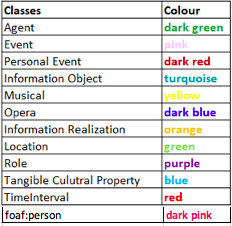 Classes Colour
Agent dark green
Event pink
Personal Event dark red
Information Object turquoise
Musical yellow
Opera dark blue
Information Realization orange
Location green
Role purple
Tangible Culutral Property blue
TimeInterval red
foaf:person dark pink